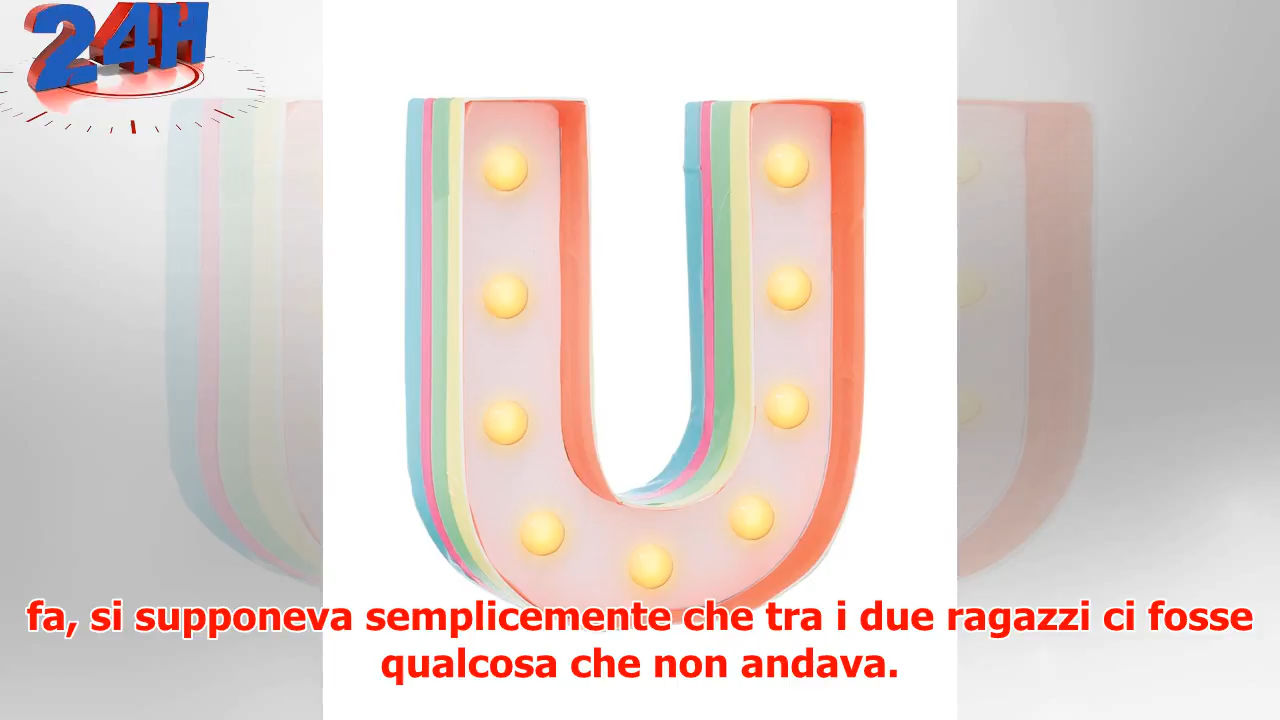 24H
U
fa, si supponeva semplicemente che tra i due ragazzi ci fosse
qualcosa che non andava.